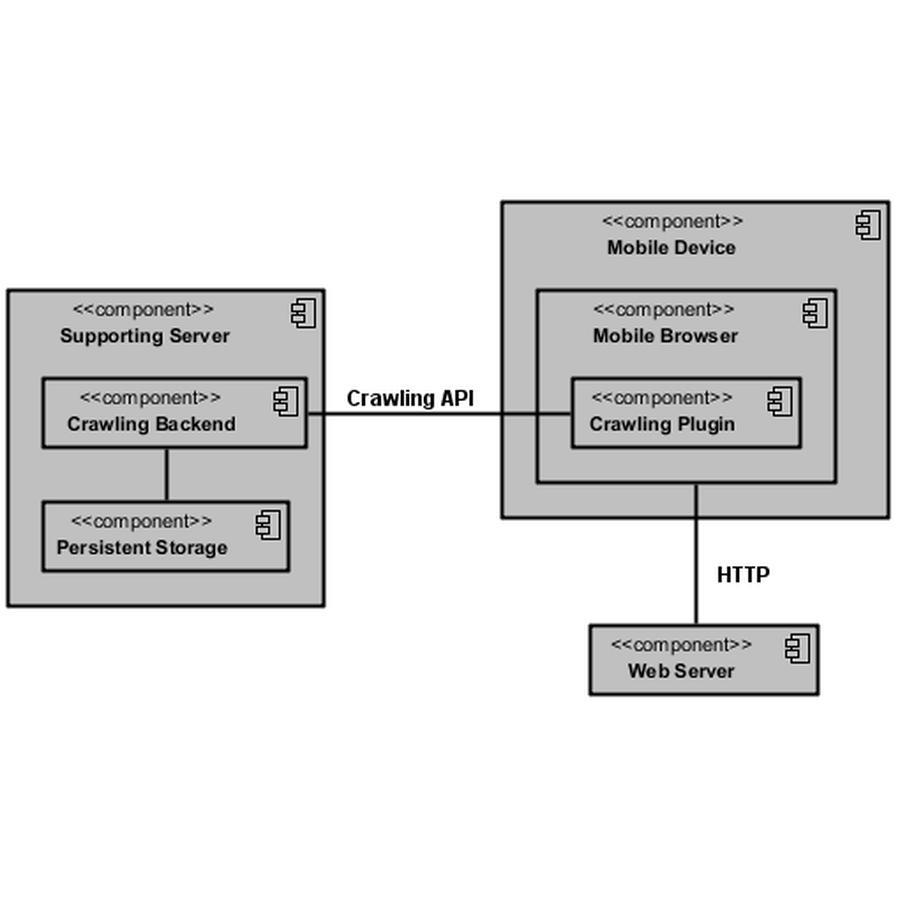 <<component>>
Mobile Device
<<component>>
Supporting Server
<<component>>
Mobile Browser
<<component>>
Crawling Backend
Crawling API
<<component>>
Crawling Plugin
<<component>>
Persistent Storage
HTTP
<<component>>
Web Server